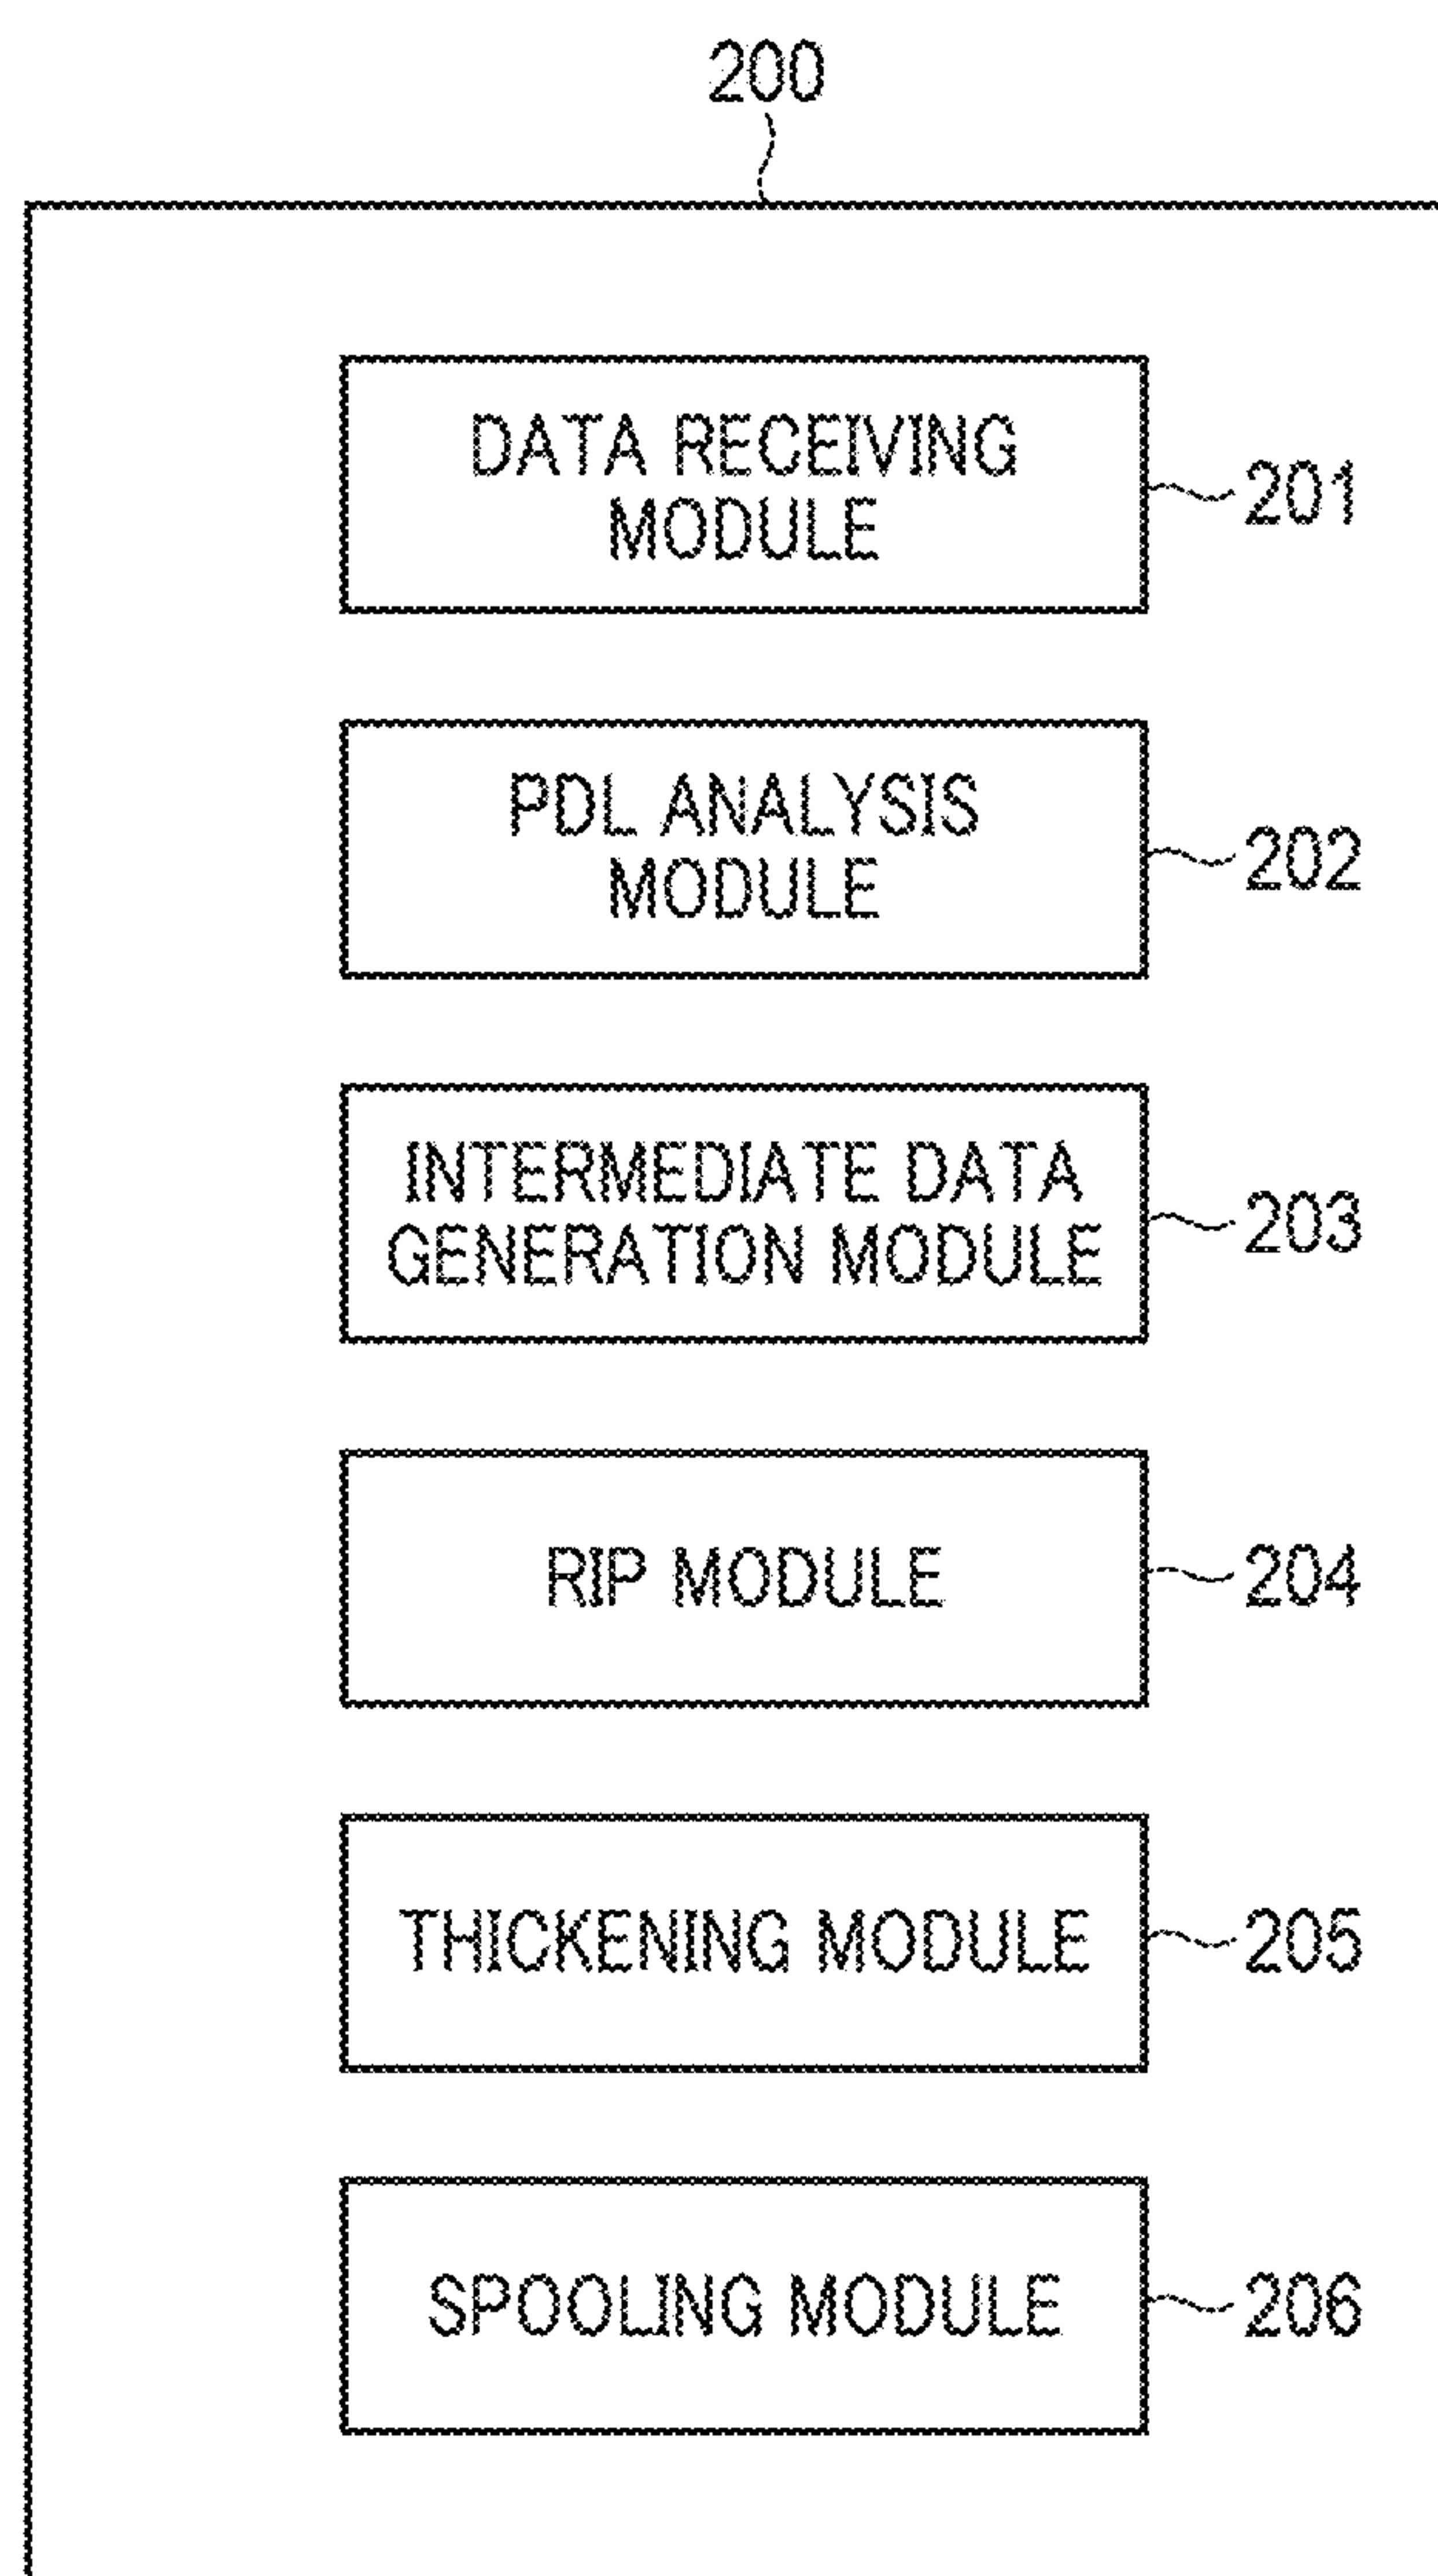 200
DATA RECEIVING
MODULE
201
PDL ANALYSIS
MODULE
202
INTERMEDIATE DATA
GENERATION MODULE
203
RIP MODULE
204
THICKENING MODULE
205
SPOOLING MODULE
206